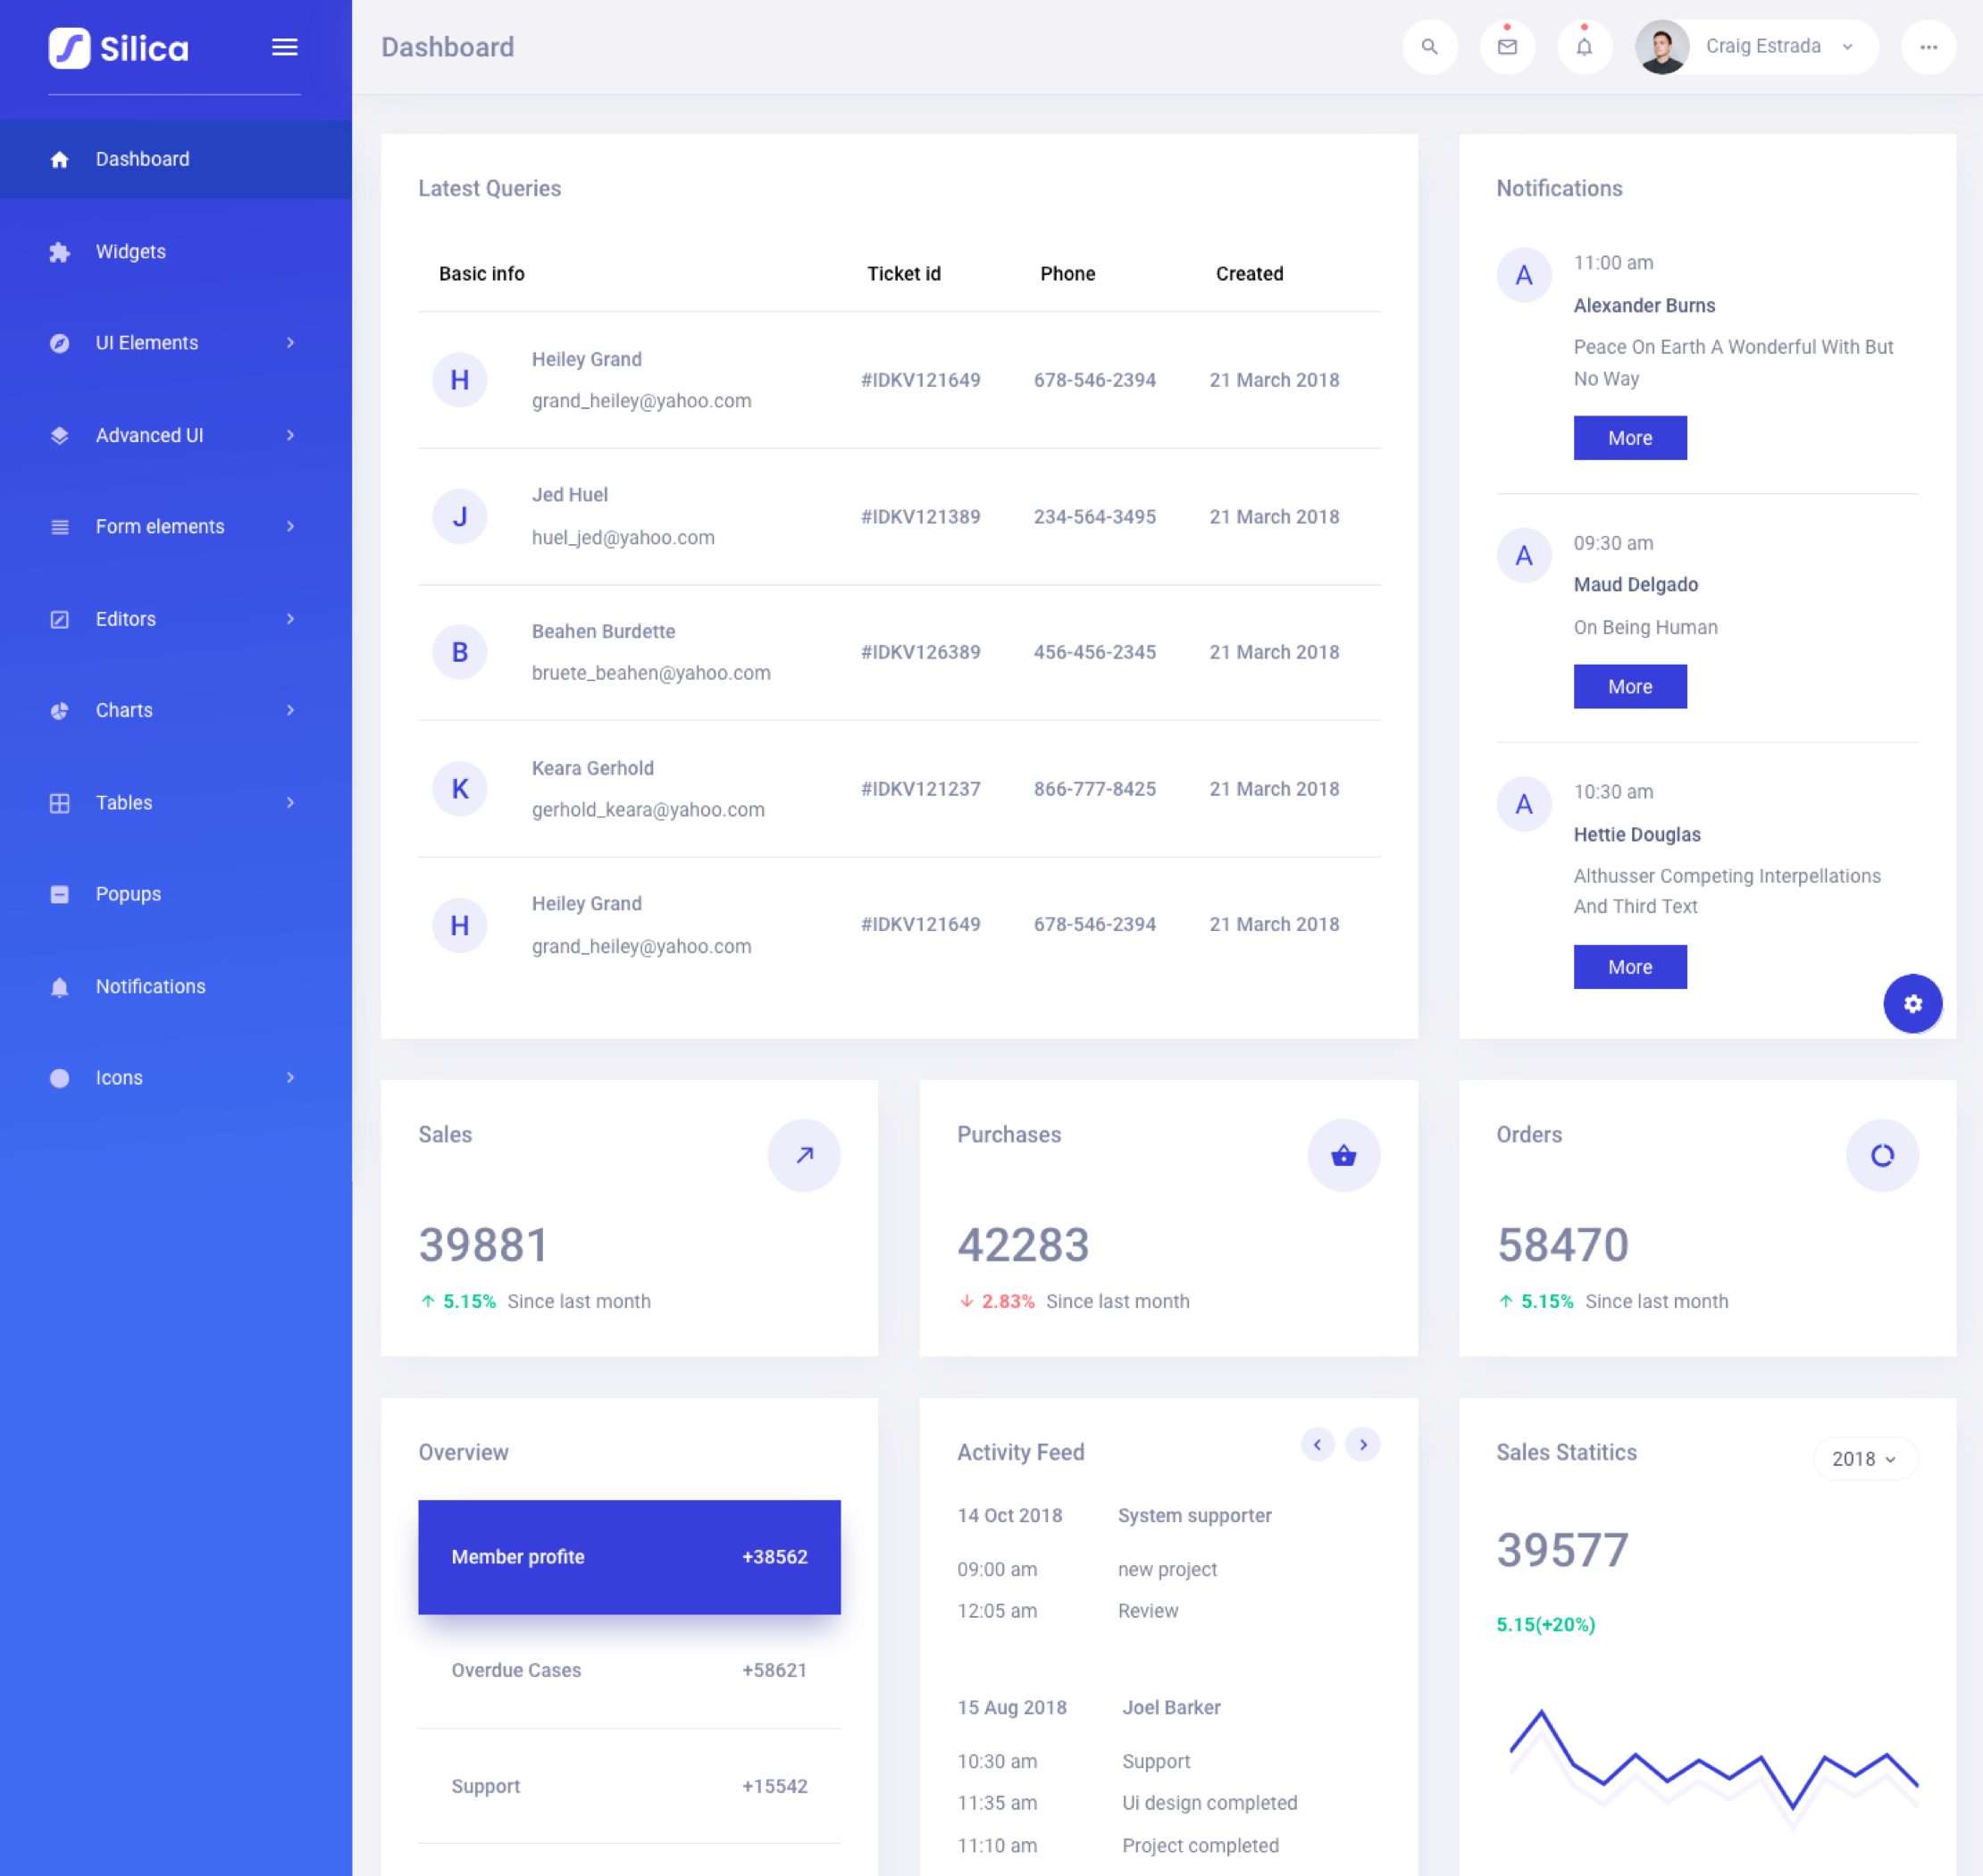 Silica
Dashboard
Craig Estrada
Dashboard
Widgets
UI Elements
Advanced UI
Form elements
Editors
Charts
Tables
Popups
Notifications
Icons
Latest Queries
Basic info Ticket id Phone Created
H
Heiley Grand
grand_heiley@yahoo.com
#IDKV121649 678-546-2394 21 March 2018
J
Jed Huel
huel_jed@yahoo.com
#IDKV121389 234-564-3495 21 March 2018
B
Beahen Burdette
bruete_beahen@yahoo.com
#IDKV126389 456-456-2345 21 March 2018
K
Keara Gerhold
gerhold_keara@yahoo.com
#IDKV121237 866-777-8425 21 March 2018
H
Heiley Grand
grand_heiley@yahoo.com
#IDKV121649 678-546-2394 21 March 2018
Notifications
A
11:00 am
Alexander Burns
Peace On Earth A Wonderful With But
No Way
More
A
09:30 am
Maud Delgado
On Being Human
More
A
10:30 am
Hettie Douglas
Althusser Competing Interpellations
And Third Text
More
Sales
39881
5.15% Since last month
Purchases
42283
2.83% Since last month
Orders
58470
5.15% Since last month
Overview
Member profite +38562
Overdue Cases +58621
Support +15542
Activity Feed
14 Oct 2018 System supporter
09:00 am new project
12:05 am Review
15 Aug 2018 Joel Barker
10:30 am Support
11:35 am Ui design completed
11:10 am Project completed
Sales Statitics
2018
39577
5.15(+20%)